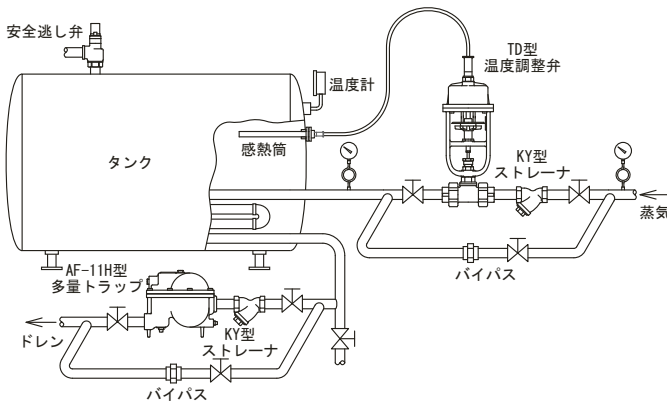 安全逃し弁
TD型
温度調整弁
温度計
感熱筒
タンク
KY型
ストレーナ
蒸気
バイパス
AF-11H型
多量トラップ
ドレン
KY型
ストレーナ
バイパス